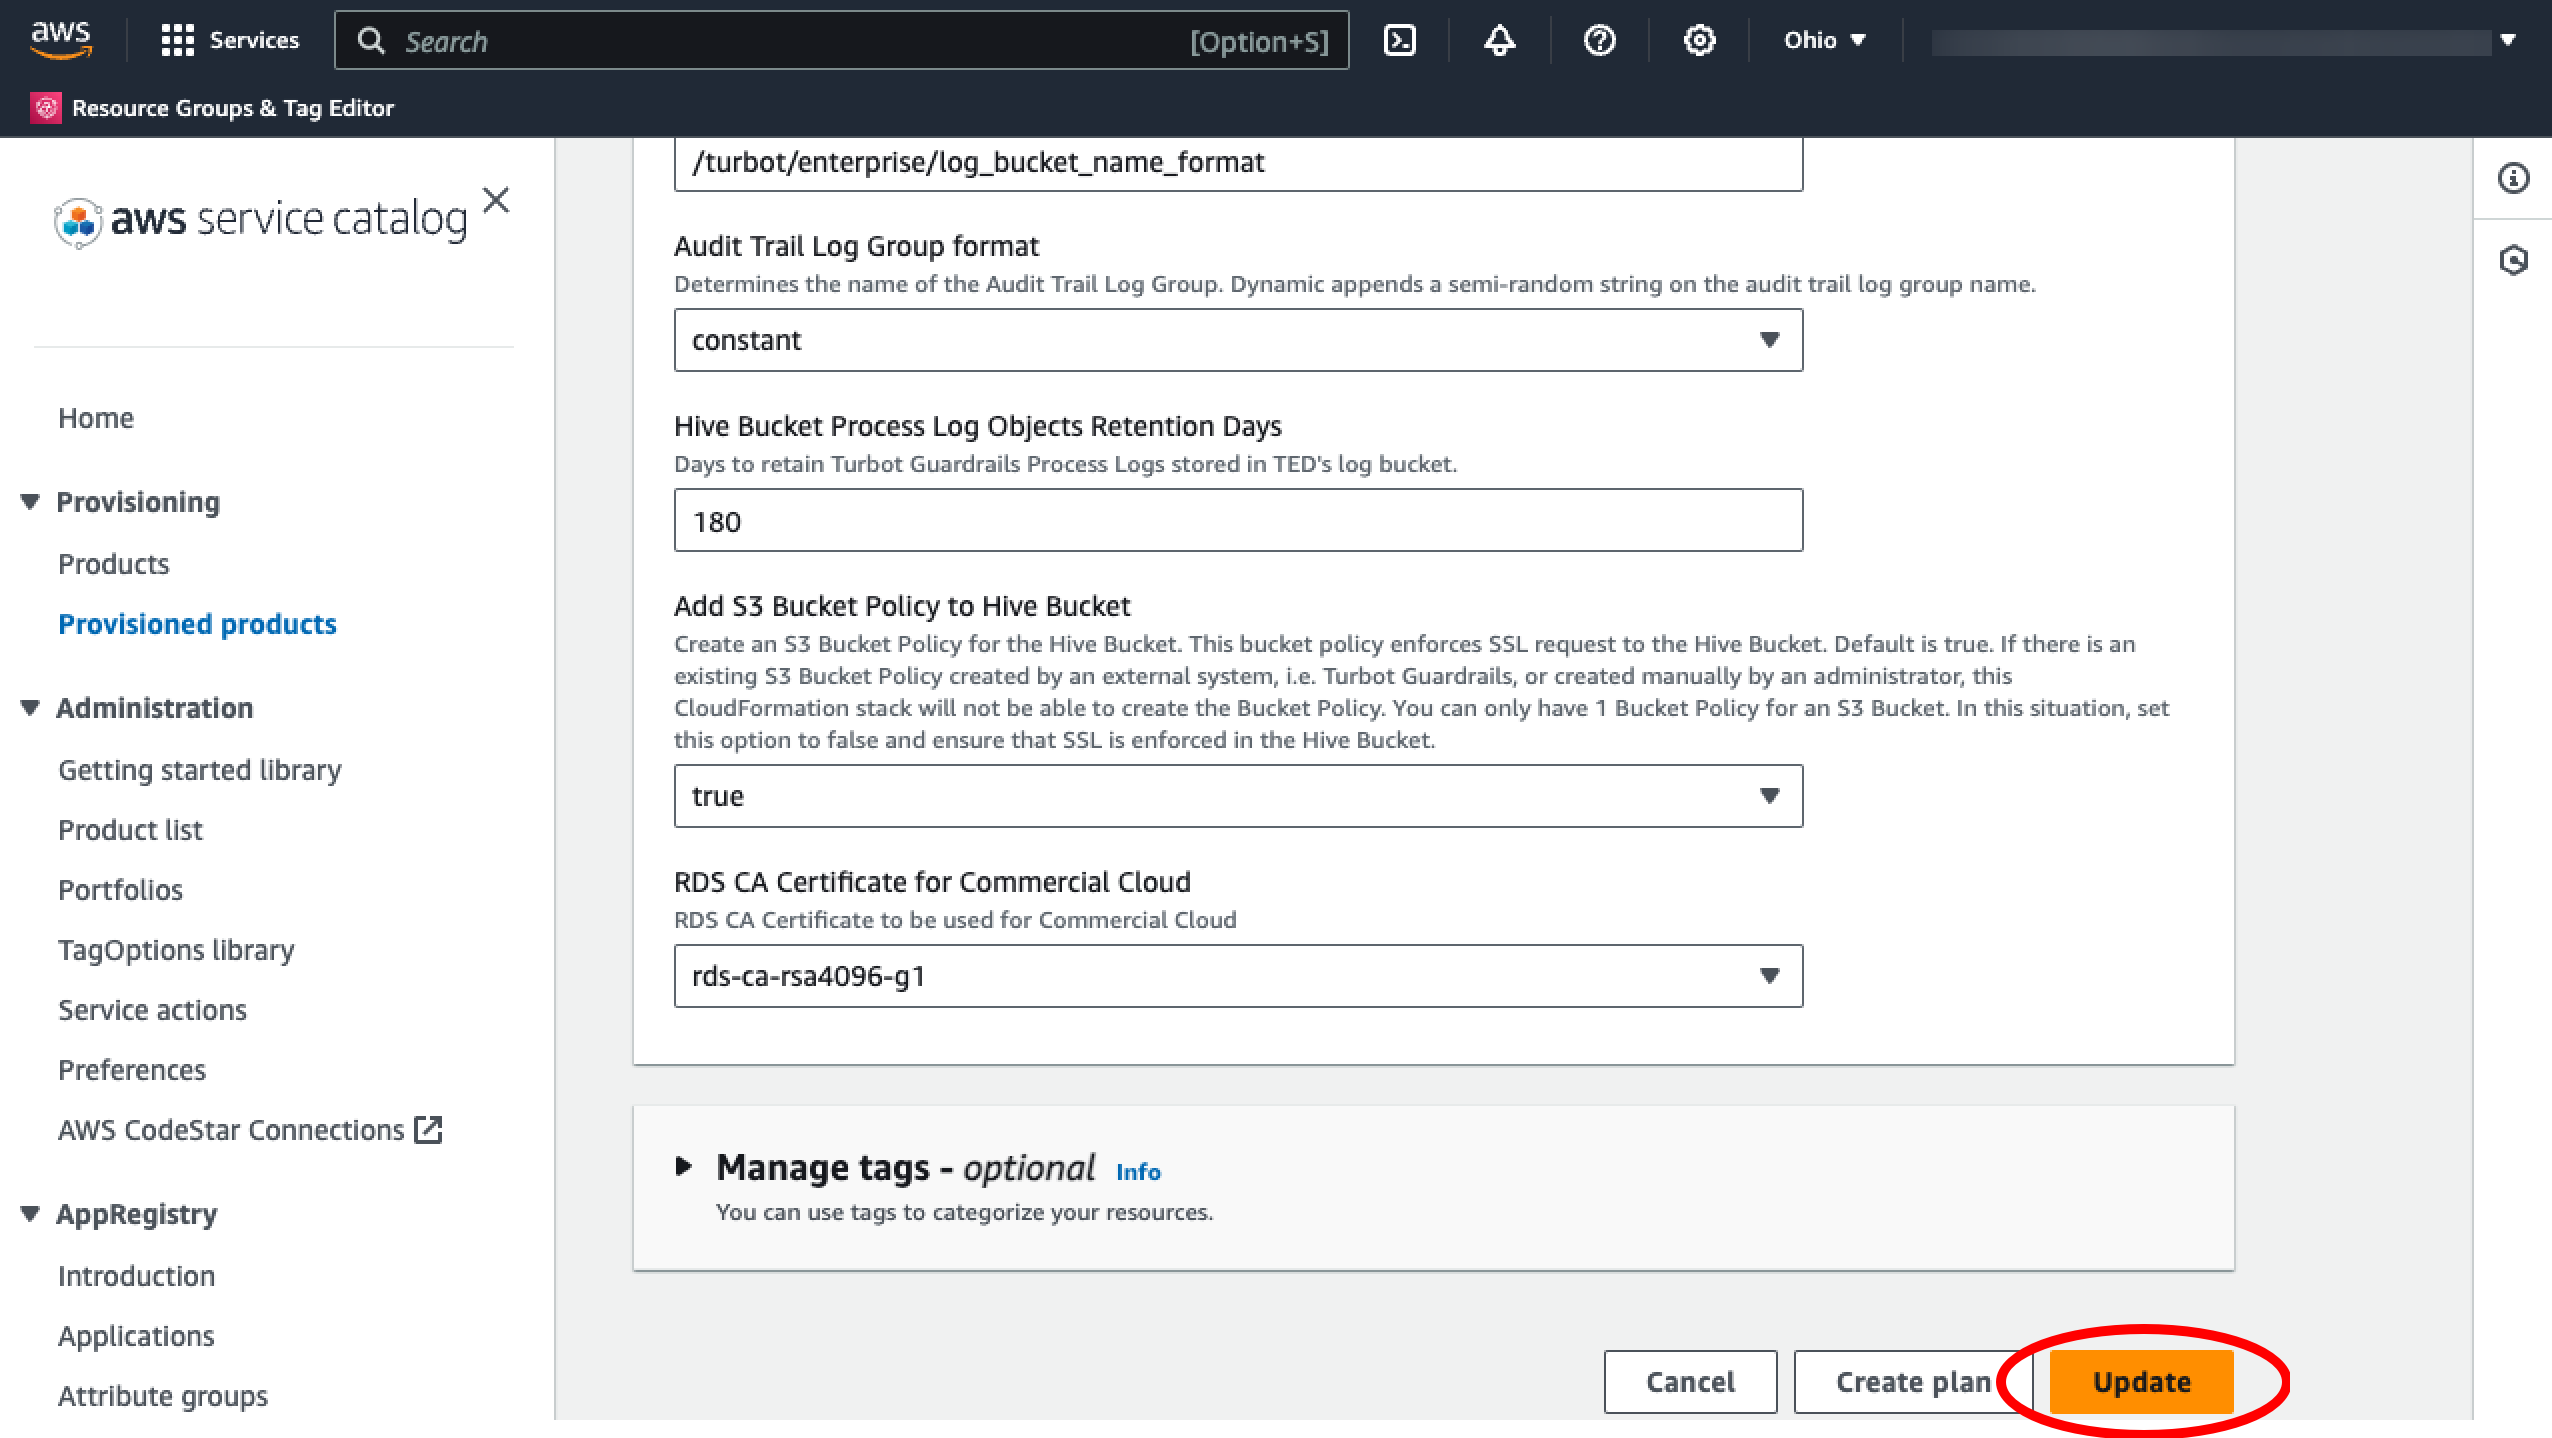 aws
Services
Search
[Option+S]
Ohio
Resource Groups & Tag Editor
aws service catalog
Home
Provisioning
Products
Provisioned products
Administration
Getting started library
Product list
Portfolios
TagOptions library
Service actions
Preferences
AWS CodeStar Connections
AppRegistry
Introduction
Applications
Attribute groups
/turbot/enterprise/log_bucket_name_format
Audit Trail Log Group format
Determines the name of the Audit Trail Log Group. Dynamic appends a semi-random string on the audit trail log group name.
constant
Hive Bucket Process Log Objects Retention Days
Days to retain Turbot Guardrails Process Logs stored in TED's log bucket.
180
Add S3 Bucket Policy to Hive Bucket
Create an S3 Bucket Policy for the Hive Bucket. This bucket policy enforces SSL request to the Hive Bucket. Default is true. If there is an
existing S3 Bucket Policy created by an external system, i.e. Turbot Guardrails, or created manually by an administrator, this
CloudFormation stack will not be able to create the Bucket Policy. You can only have 1 Bucket Policy for an S3 Bucket. In this situation, set
this option to false and ensure that SSL is enforced in the Hive Bucket.
true
RDS CA Certificate for Commercial Cloud
RDS CA Certificate to be used for Commercial Cloud
rds-ca-rsa4096-g1
Manage tags - optional Info
You can use tags to categorize your resources.
Cancel
Create plan
Update